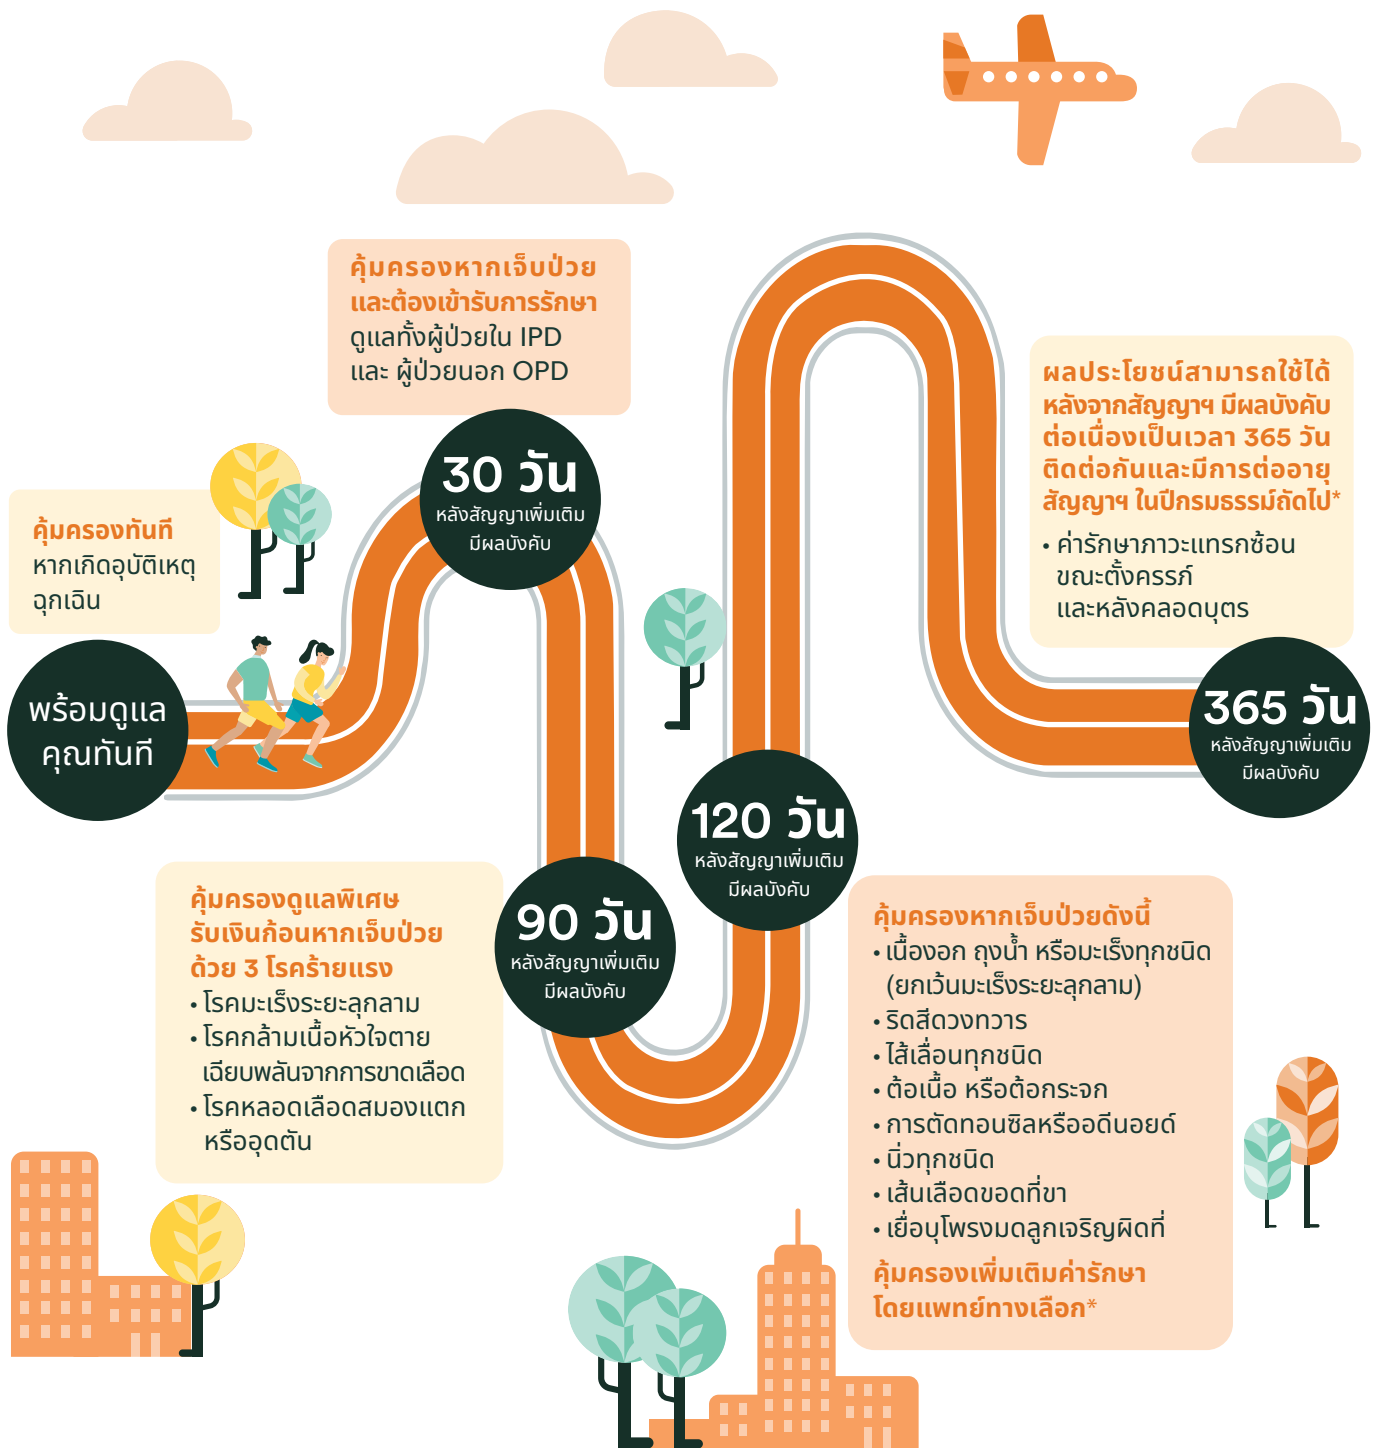 คุ้มครองทันที
หากเกิดอุบัติเหตุ
ฉุกเฉิน
พร้อมดูแล
คุณทันที
คุ้มครองหากเจ็บป่วย
และต้องเข้ารับการรักษา
ดูแลทั้งผู้ป่วยใน IPD
และ ผู้ป่วยนอก OPD
30 วัน
หลังสัญญาเพิ่มเติม
มีผลบังคับ
คุ้มครองดูแลพิเศษ
รับเงินก้อนหากเจ็บป่วย
ด้วย 3 โรคร้ายแรง
• โรคมะเร็งระยะลุกลาม
• โรคกล้ามเนื้อหัวใจตาย
เฉียบพลันจากการขาดเลือด
• โรคหลอดเลือดสมองแตก
หรืออุดตัน
90 วัน
หลังสัญญาเพิ่มเติม
มีผลบังคับ
120 วัน
หลังสัญญาเพิ่มเติม
มีผลบังคับ
คุ้มครองหากเจ็บป่วยดังนี้
• เนื้องอก ถุงน้ำ หรือมะเร็งทุกชนิด
(ยกเว้นมะเร็งระยะลุกลาม)
• ริดสีดวงทวาร
• ไส้เลื่อนทุกชนิด
• ต้อเนื้อ หรือต้อกระจก
• การตัดทอนซิลหรืออดีนอยด์
• นิ่วทุกชนิด
• เส้นเลือดขอดที่ขา
• เยื่อบุโพรงมดลูกเจริญผิดที่
คุ้มครองเพิ่มเติมค่ารักษา
โดยแพทย์ทางเลือก*
ผลประโยชน์สามารถใช้ได้
หลังจากสัญญาฯ มีผลบังคับ
ต่อเนื่องเป็นเวลา 365 วัน
ติดต่อกันและมีการต่ออายุ
สัญญาฯ ในปีกรมธรรม์ถัดไป*
• ค่ารักษาภาวะแทรกซ้อน
ขณะตั้งครรภ์
และหลังคลอดบุตร
365 วัน
หลังสัญญาเพิ่มเติม
มีผลบังคับ